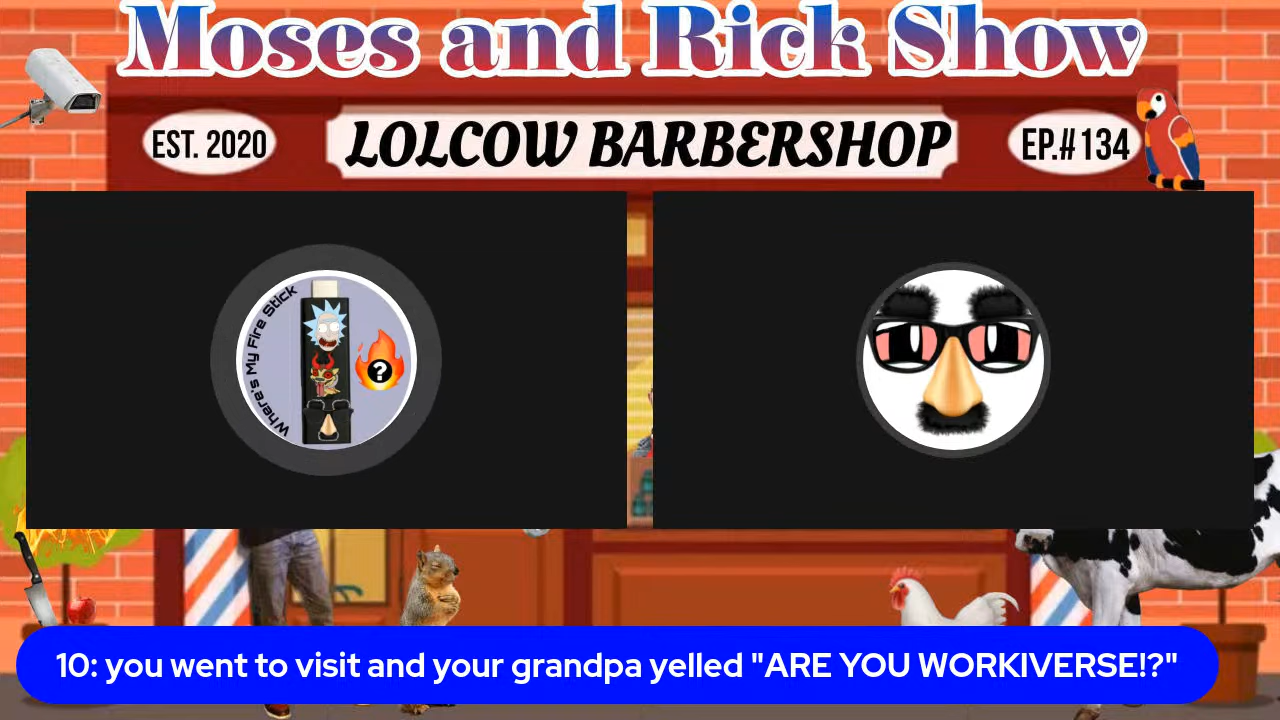 Moses and Rick Show
EST. 2020
LOLCOW BARBERSHOP
EP.#134
Where's My Fire Stick
?
10: you went to visit and your grandpa yelled "ARE YOU WORKIVERSE!?"